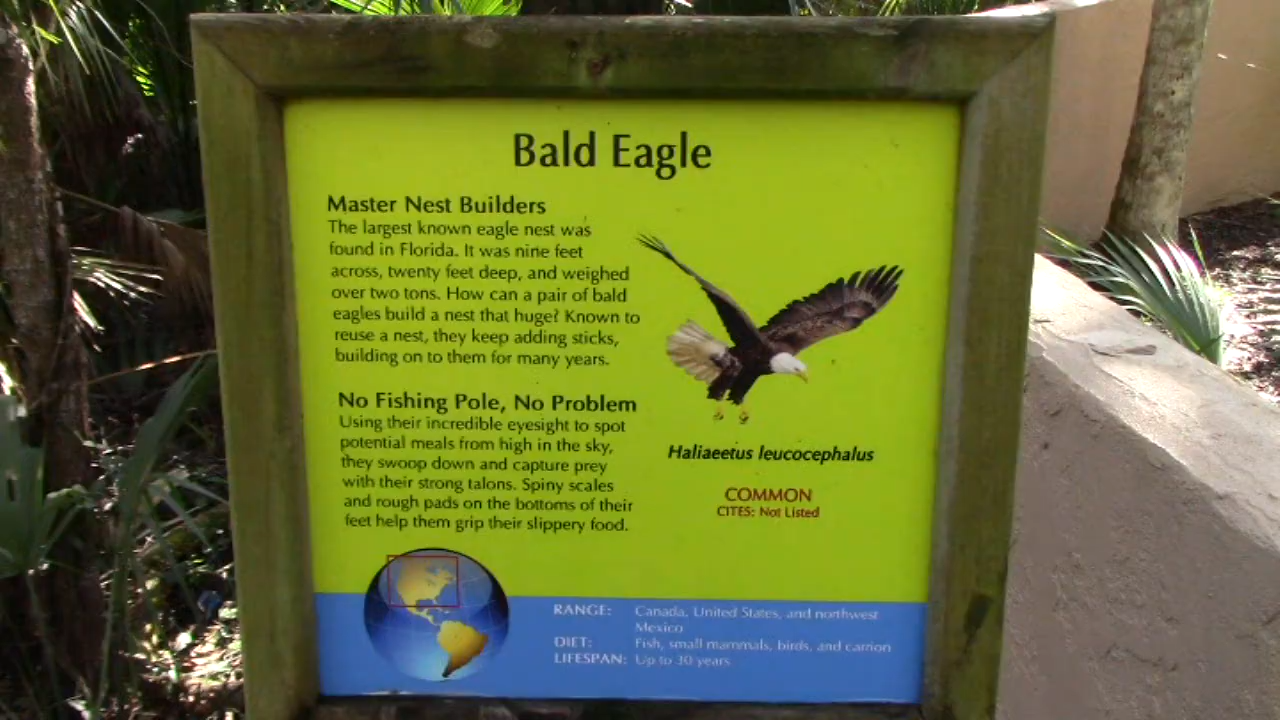 Bald Eagle
Master Nest Builders
The largest known eagle nest was
found in Florida. It was nine feet
across, twenty feet deep, and weighed
over two tons. How can a pair of bald
eagles build a nest that huge? Known to
reuse a nest, they keep adding sticks,
building on to them for many years.
No Fishing Pole, No Problem
Using their incredible eyesight to spot
potential meals from high in the sky,
they swoop down and capture prey
with their strong talons. Spiny scales
and rough pads on the bottoms of their
feet help them grip their slippery food.
Haliaeetus leucocephalus
COMMON
CITES: Not Listed
RANGE: Canada, United States, and northwest
Mexico
DIET: Fish, small mammals, birds, and carrion
LIFESPAN: Up to 30 years